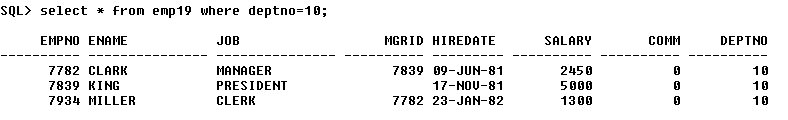 SQL> select * from emp19 where deptno=10;
EMPNO ENAME JOB MGRID HIREDATE SALARY COMM DEPTNO
---------- --------------- --------------- ---------- --------- ---------- ---------- ----------
7782 CLARK MANAGER 7839 09-JUN-81 2450 0 10
7839 KING PRESIDENT 17-NOV-81 5000 0 10
7934 MILLER CLERK 7782 23-JAN-82 1300 0 10